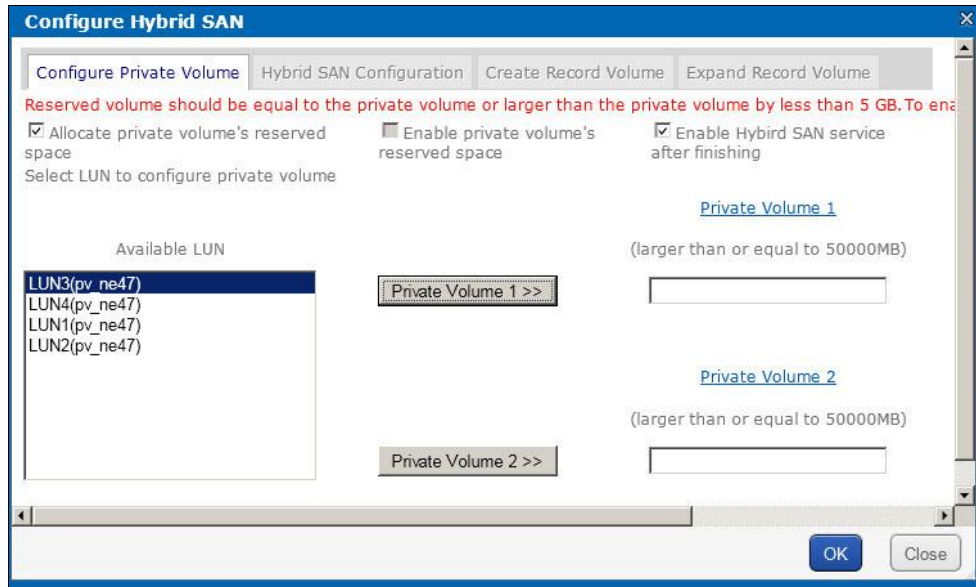 Configure Hybrid SAN
Configure Private Volume Hybrid SAN Configuration Create Record Volume Expand Record Volume
Reserved volume should be equal to the private volume or larger than the private volume by less than 5 GB. To ena
Allocate private volume's reserved space
Enable private volume's reserved space
Enable Hybird SAN service after finishing
Select LUN to configure private volume
Private Volume 1
Available LUN
(larger than or equal to 50000MB)
LUN3(pv_ne47)
LUN4(pv_ne47)
LUN1(pv_ne47)
LUN2(pv_ne47)
Private Volume 1 >>
Private Volume 2
(larger than or equal to 50000MB)
Private Volume 2 >>
OK Close